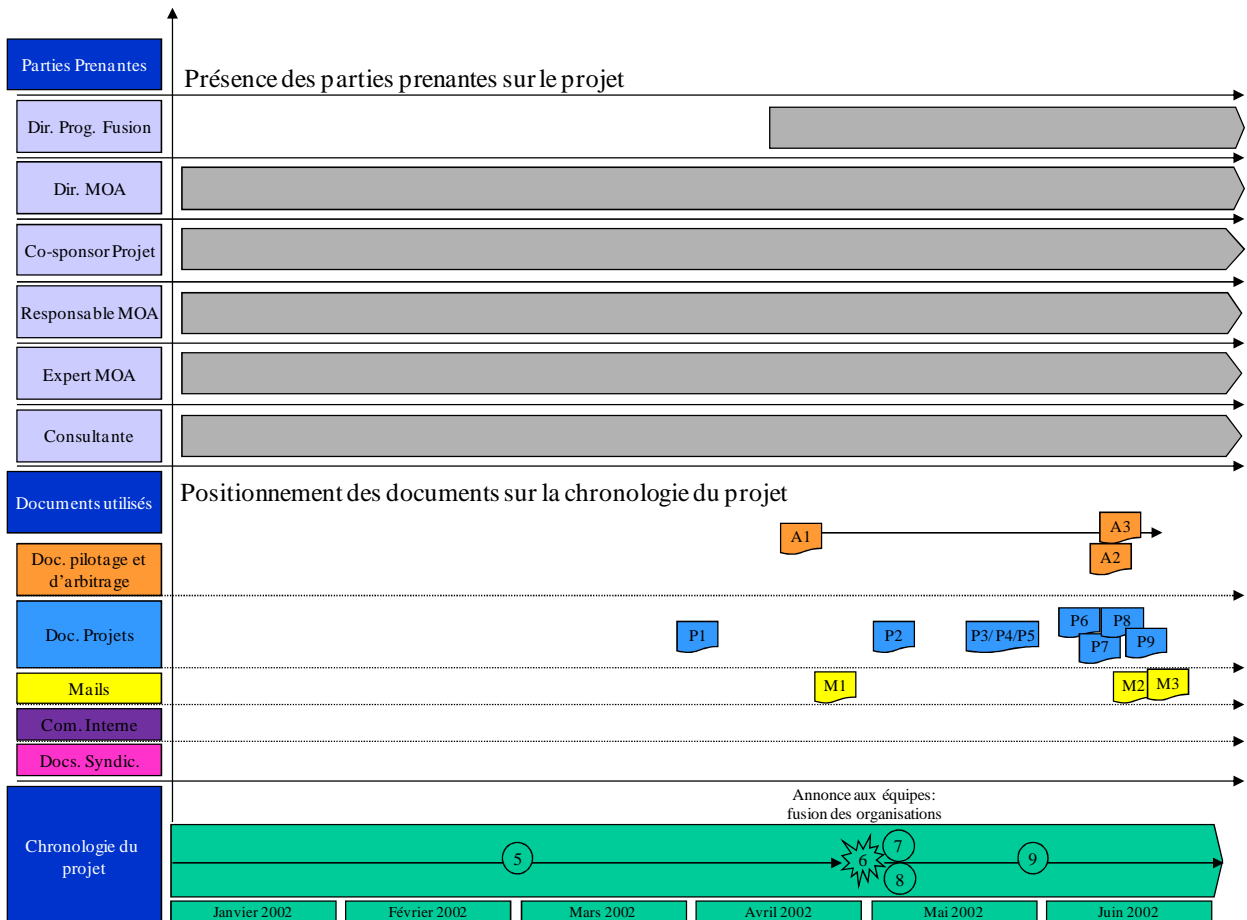 Parties Prenantes
Présence des parties prenantes sur le projet
Dir. Prog. Fusion
Dir. MOA
Co-sponsor Projet
Responsable MOA
Expert MOA
Consultante
Documents utilisés
Positionnement des documents sur la chronologie du projet
Doc. pilotage et
d'arbitrage
A1
A3
A2
Doc. Projets
P1
P2
P3/P4/P5
P6
P8
P7
P9
Mails
M1
M2
M3
Com. Interne
Docs. Syndic.
Annonce aux équipes:
fusion des organisations
Chronologie du
projet
5
6
7
8
9
Janvier 2002
Février 2002
Mars 2002
Avril 2002
Mai 2002
Juin 2002